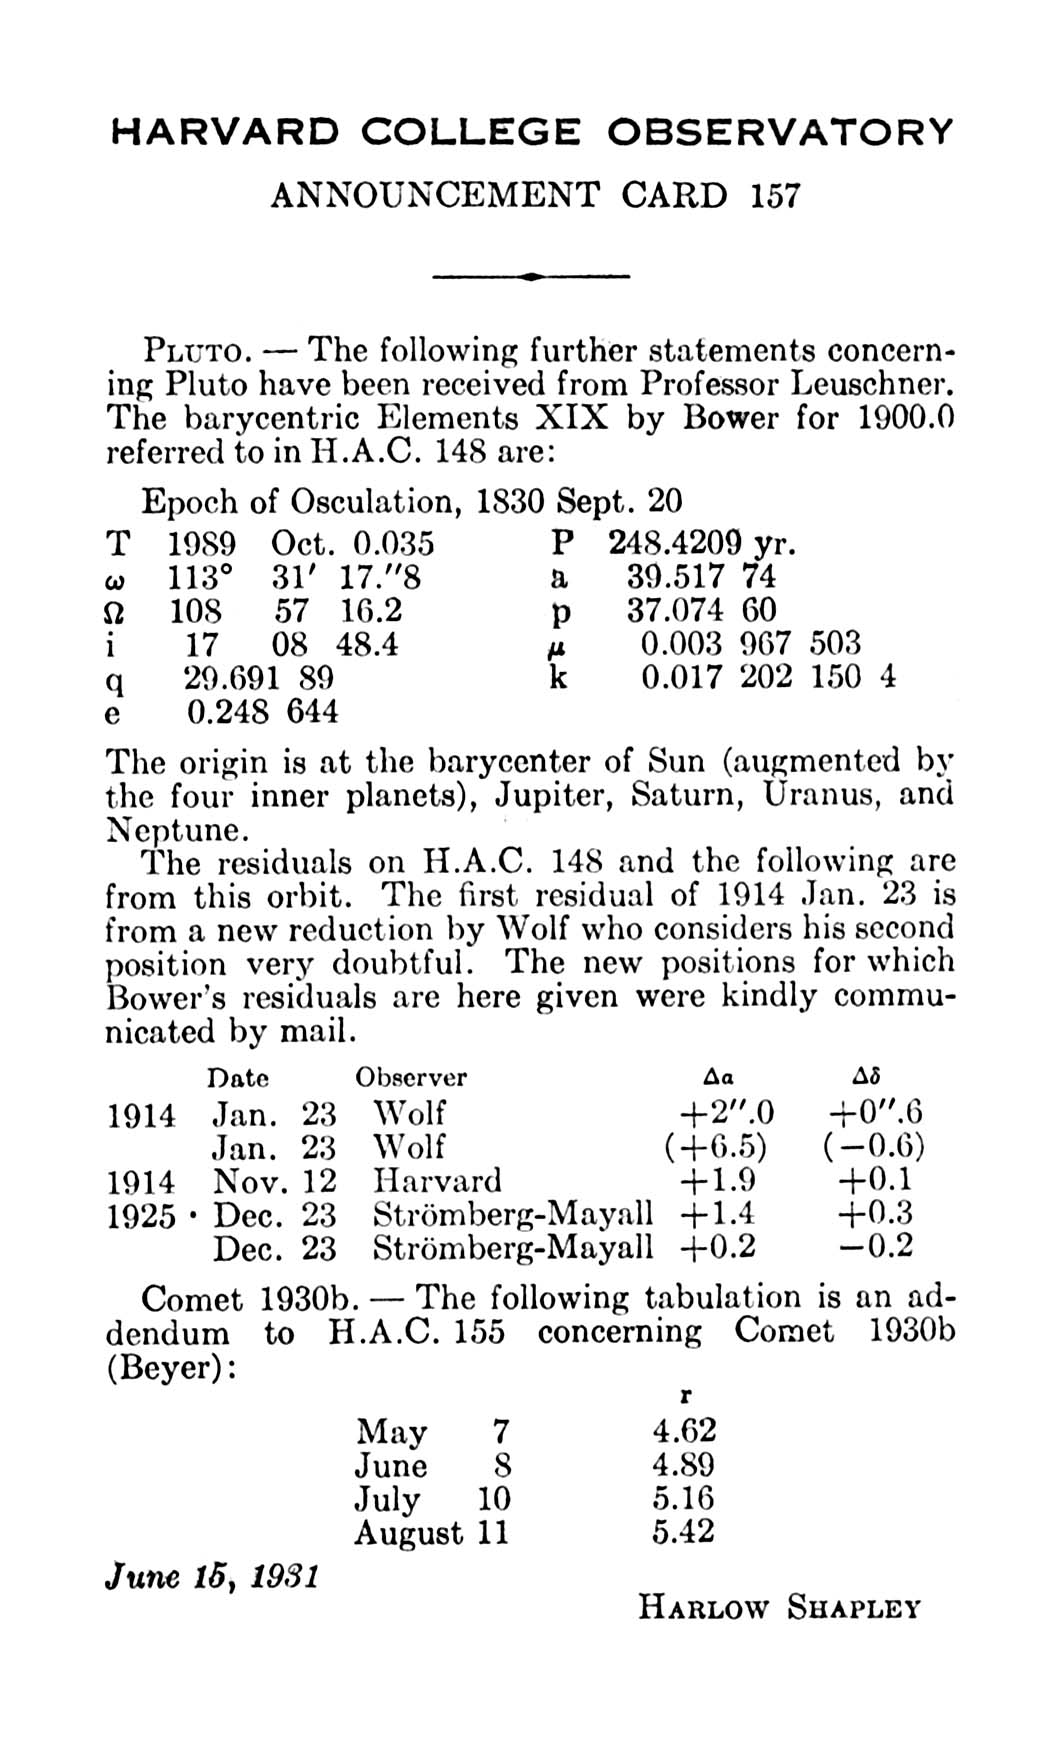 HARVARD COLLEGE OBSERVATORY
ANNOUNCEMENT CARD 157
PLUTO. — The following further statements concern-
ing Pluto have been received from Professor Leuschner.
The barycentric Elements XIX by Bower for 1900.0
referred to in H.A.C. 148 are:
Epoch of Osculation, 1830 Sept. 20
T 1989 Oct. 0.035 P 248.4209 yr.
ω 113° 31′ 17.″8 a 39.517 74
Ω 108 57 16.2 p 37.074 60
i 17 08 48.4 μ 0.003 967 503
q 29.691 89 k 0.017 202 150 4
e 0.248 644
The origin is at the barycenter of Sun (augmented by
the four inner planets), Jupiter, Saturn, Uranus, and
Neptune.
The residuals on H.A.C. 148 and the following are
from this orbit. The first residual of 1914 Jan. 23 is
from a new reduction by Wolf who considers his second
position very doubtful. The new positions for which
Bower's residuals are here given were kindly commu-
nicated by mail.
Date Observer Δα Δδ
1914 Jan. 23 Wolf +2″.0 +0″.6
Jan. 23 Wolf (+6.5) (−0.6)
1914 Nov. 12 Harvard +1.9 +0.1
1925 · Dec. 23 Strömberg-Mayall +1.4 +0.3
Dec. 23 Strömberg-Mayall +0.2 −0.2
Comet 1930b. — The following tabulation is an ad-
dendum to H.A.C. 155 concerning Comet 1930b
(Beyer):
r
May 7 4.62
June 8 4.89
July 10 5.16
August 11 5.42
June 15, 1931
HARLOW SHAPLEY